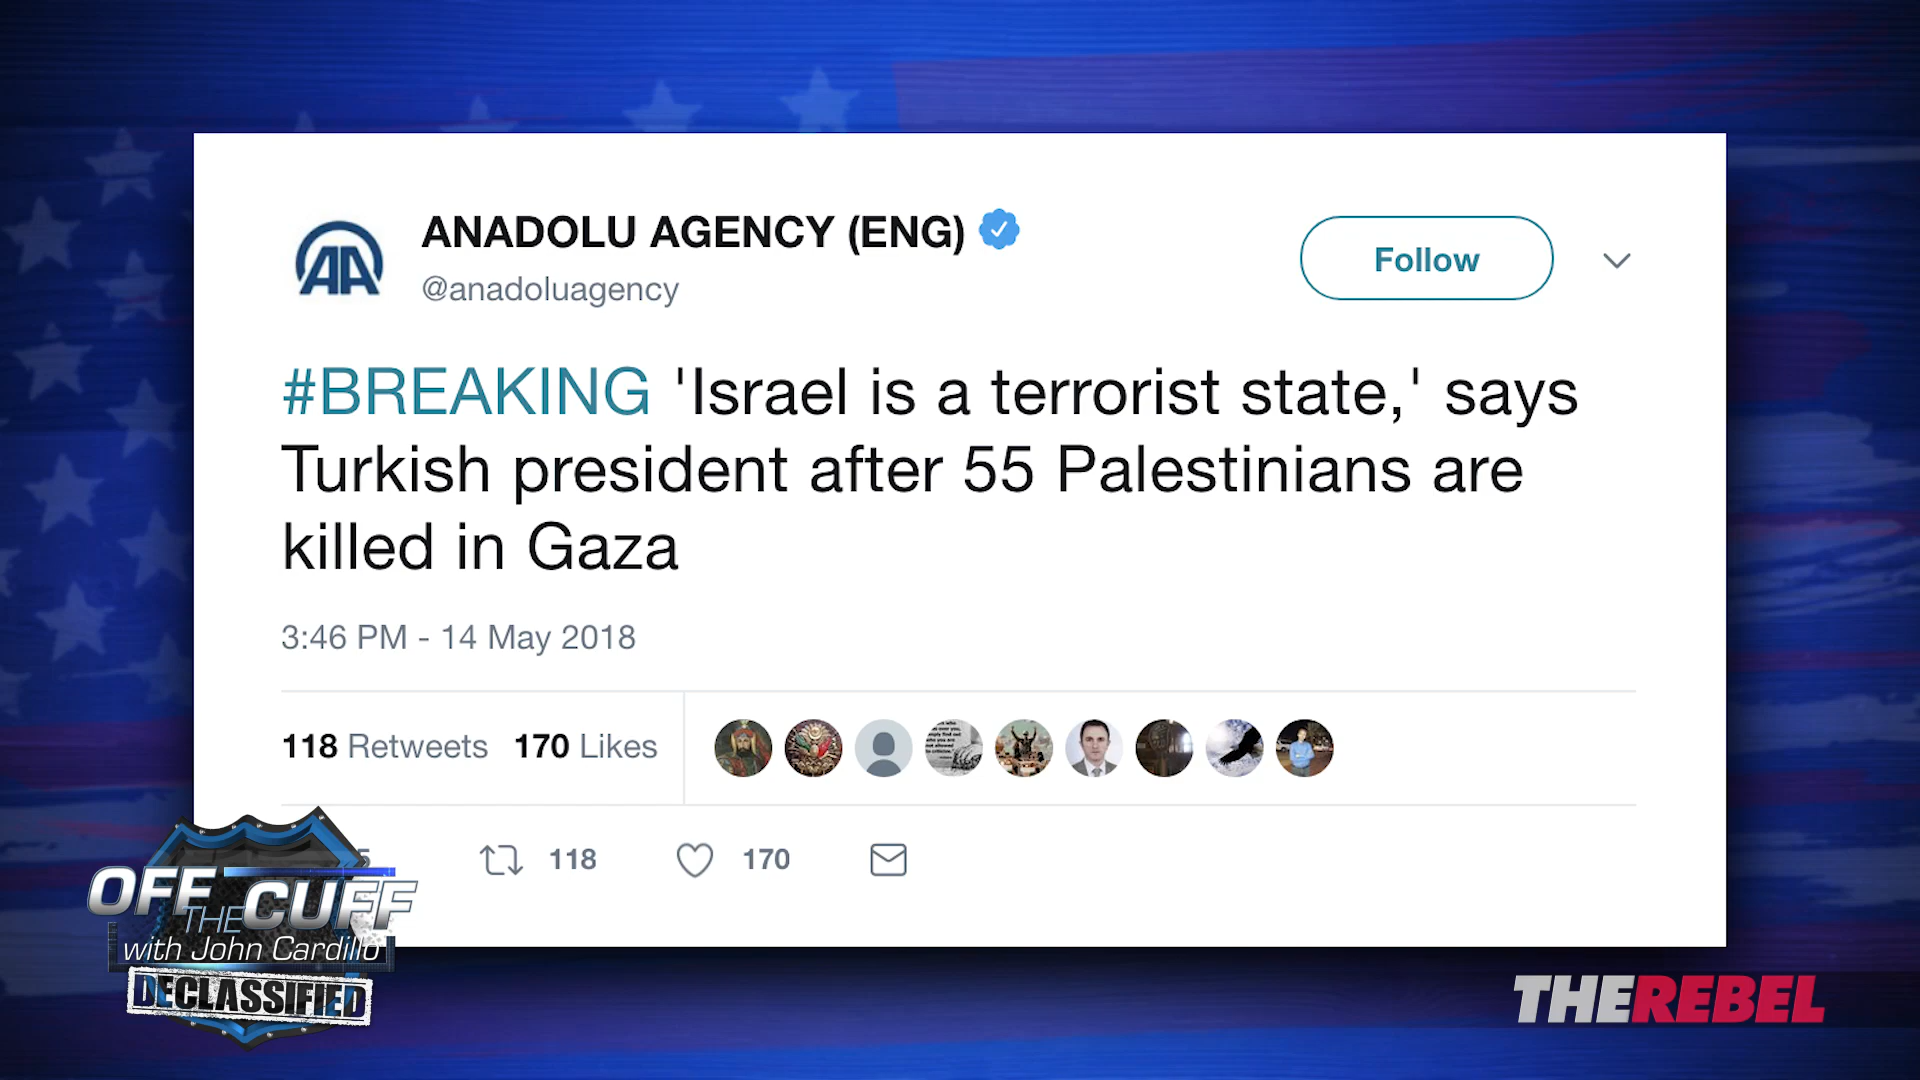 ANADOLU AGENCY (ENG)
@anadoluagency
Follow
#BREAKING 'Israel is a terrorist state,' says
Turkish president after 55 Palestinians are
killed in Gaza
3:46 PM - 14 May 2018
118 Retweets 170 Likes
118 170
OFF THE CUFF
with John Cardillo
DECLASSIFIED
THEREBEL